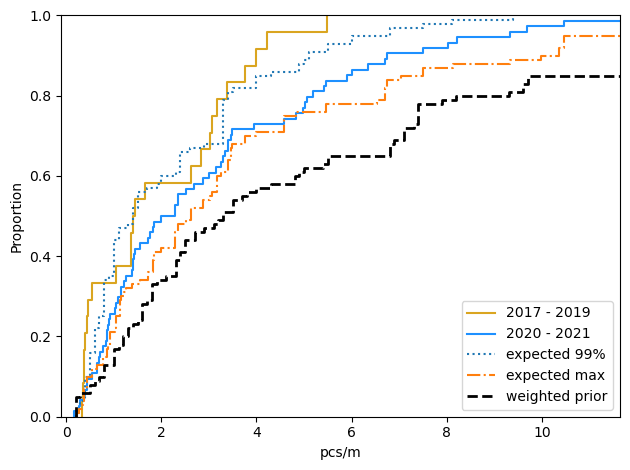 1.0
0.8
0.6
0.4
0.2
0.0
Proportion
0 2 4 6 8 10
pcs/m
2017 - 2019
2020 - 2021
expected 99%
expected max
weighted prior